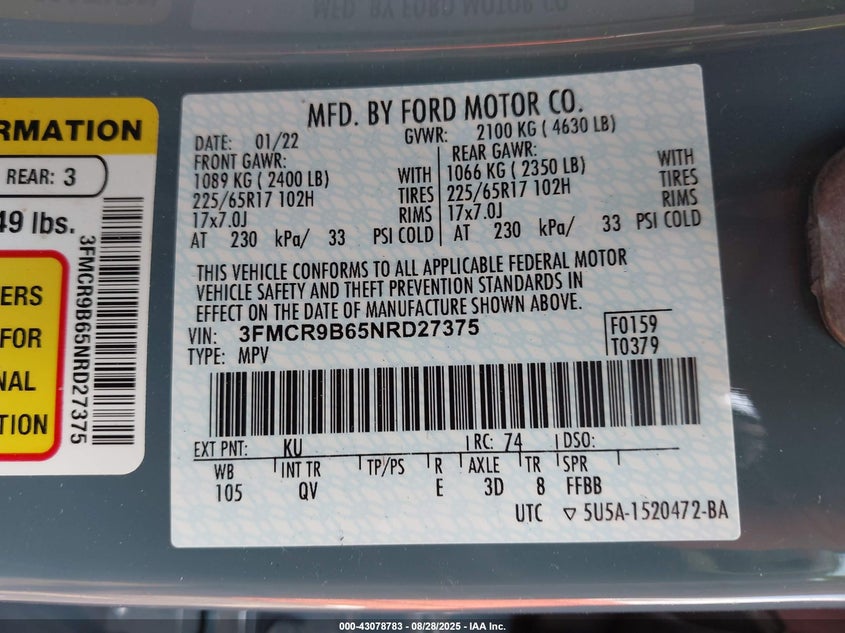 MFD. BY FORD MOTOR CO.
RMATION
REAR: 3
49 lbs.
ERS
FOR
NAL
TION
3FMCR9B65NRD27375
MFD. BY FORD MOTOR CO.
DATE: 01/22 GVWR: 2100 KG ( 4630 LB)
FRONT GAWR: REAR GAWR:
1089 KG ( 2400 LB) WITH 1066 KG ( 2350 LB) WITH
225/65R17 102H TIRES 225/65R17 102H TIRES
17x7.0J RIMS 17x7.0J RIMS
AT 230 kPa/ 33 PSI COLD AT 230 kPa/ 33 PSI COLD
THIS VEHICLE CONFORMS TO ALL APPLICABLE FEDERAL MOTOR
VEHICLE SAFETY AND THEFT PREVENTION STANDARDS IN
EFFECT ON THE DATE OF MANUFACTURE SHOWN ABOVE.
VIN: 3FMCR9B65NRD27375 F0159
TYPE: MPV T0379
EXT PNT: KU RC: 74 DSO:
WB INT TR TP/PS R AXLE TR SPR
105 QV E 3D 8 FFBB
UTC ▽ 5U5A-1520472-BA
000-43078783 - 08/28/2025 - IAA Inc.